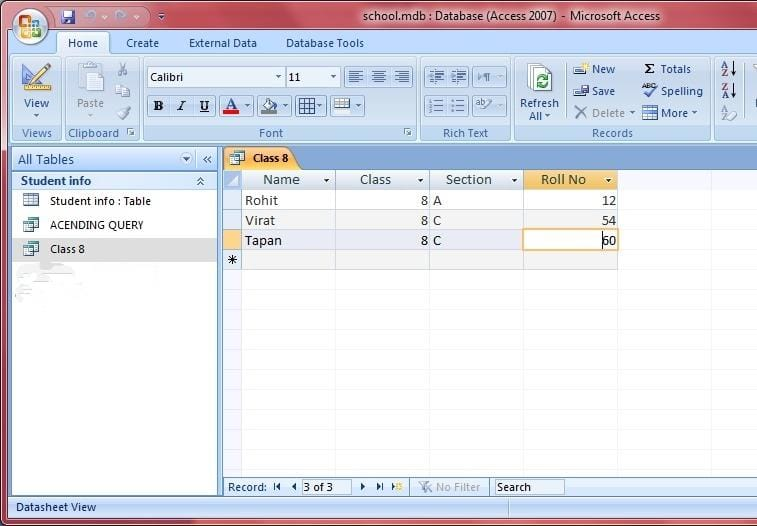 school.mdb : Database (Access 2007) - Microsoft Access
Home Create External Data Database Tools
View
Paste
Calibri 11
B I U A
Refresh All
New
Save
Delete
Σ Totals
Spelling
More
Views Clipboard Font Rich Text Records
All Tables «
Student info
Student info : Table
ACENDING QUERY
Class 8
Class 8
Name Class Section Roll No
Rohit 8 A 12
Virat 8 C 54
Tapan 8 C 60
Record: 3 of 3 No Filter Search
Datasheet View